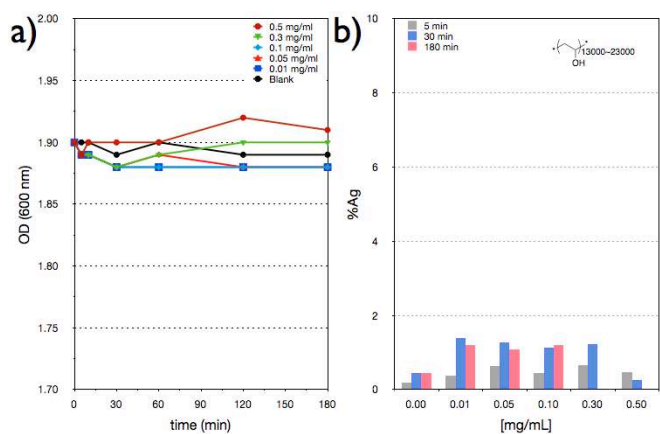 a)
2.00
1.95
1.90
1.85
1.80
1.75
1.70
OD (600 nm)
0.5 mg/ml
0.3 mg/ml
0.1 mg/ml
0.05 mg/ml
0.01 mg/ml
Blank
0 30 60 90 120 150 180
time (min)
b)
10
8
6
4
2
0
%Ag
5 min
30 min
180 min
13000~23000
OH
0.00 0.01 0.05 0.10 0.30 0.50
[mg/mL]